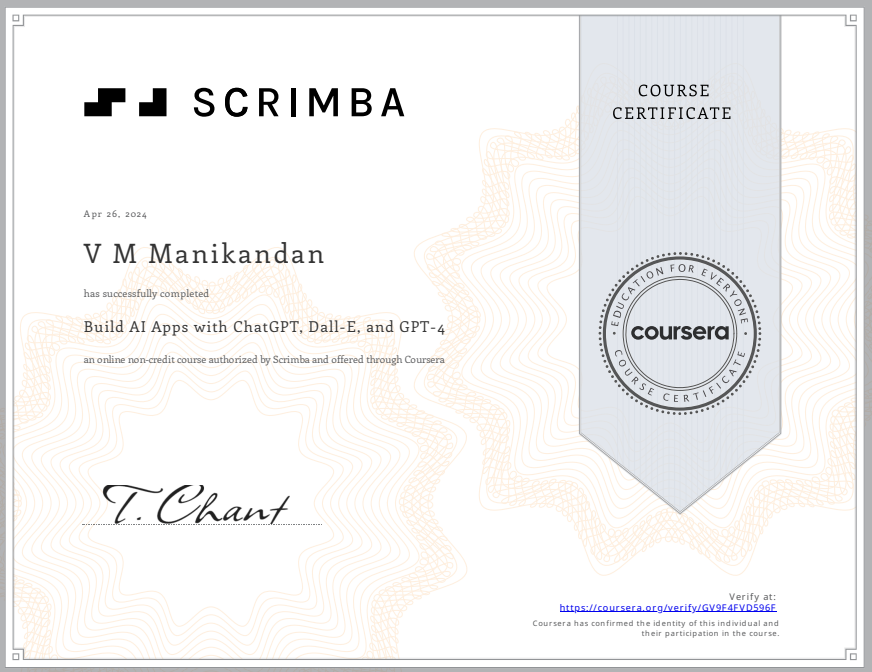 SCRIMBA
COURSE
CERTIFICATE
Apr 26, 2024
V M Manikandan
has successfully completed
Build AI Apps with ChatGPT, Dall-E, and GPT-4
an online non-credit course authorized by Scrimba and offered through Coursera
EDUCATION FOR EVERYONE
coursera
COURSE CERTIFICATE
T. Chant
Verify at:
https://coursera.org/verify/GV9F4FVD596F
Coursera has confirmed the identity of this individual and
their participation in the course.